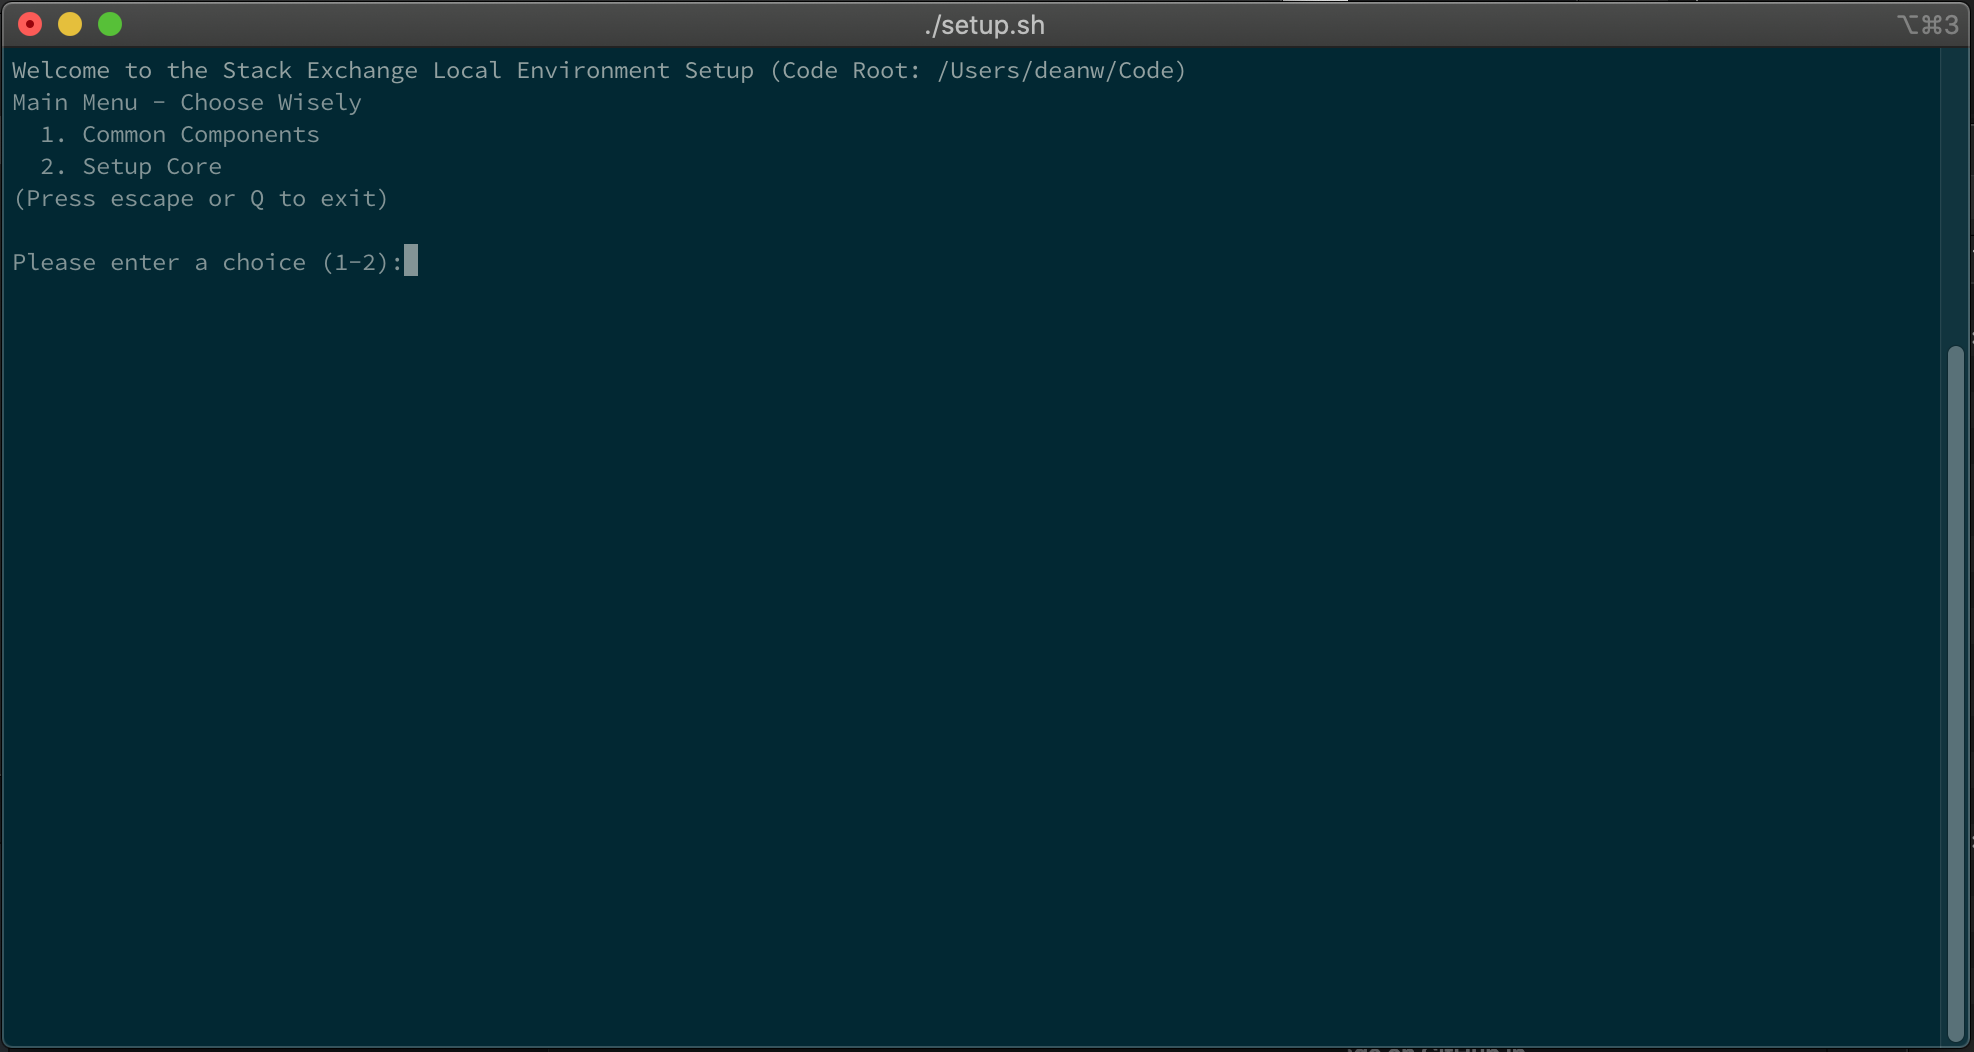 ./setup.sh
⌥⌘3
Welcome to the Stack Exchange Local Environment Setup (Code Root: /Users/deanw/Code)
Main Menu - Choose Wisely
1. Common Components
2. Setup Core
(Press escape or Q to exit)
Please enter a choice (1-2):